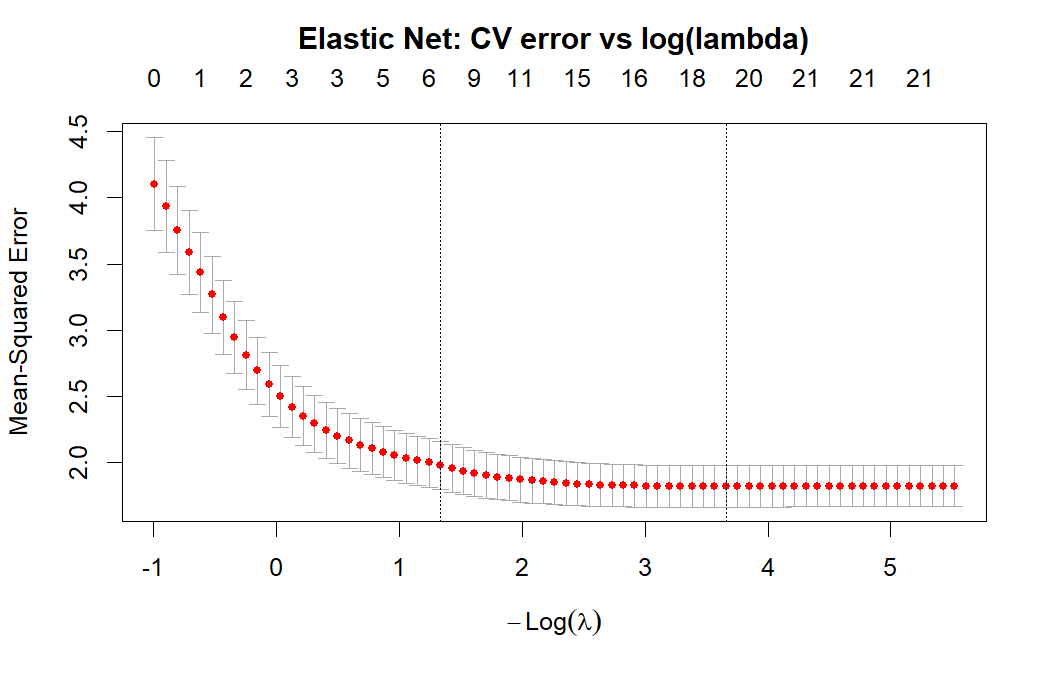 Elastic Net: CV error vs log(lambda)
0 1 2 3 3 5 6 9 11 15 16 18 20 21 21 21
4.5
4.0
3.5
3.0
2.5
2.0
Mean-Squared Error
-1 0 1 2 3 4 5
−Log(λ)